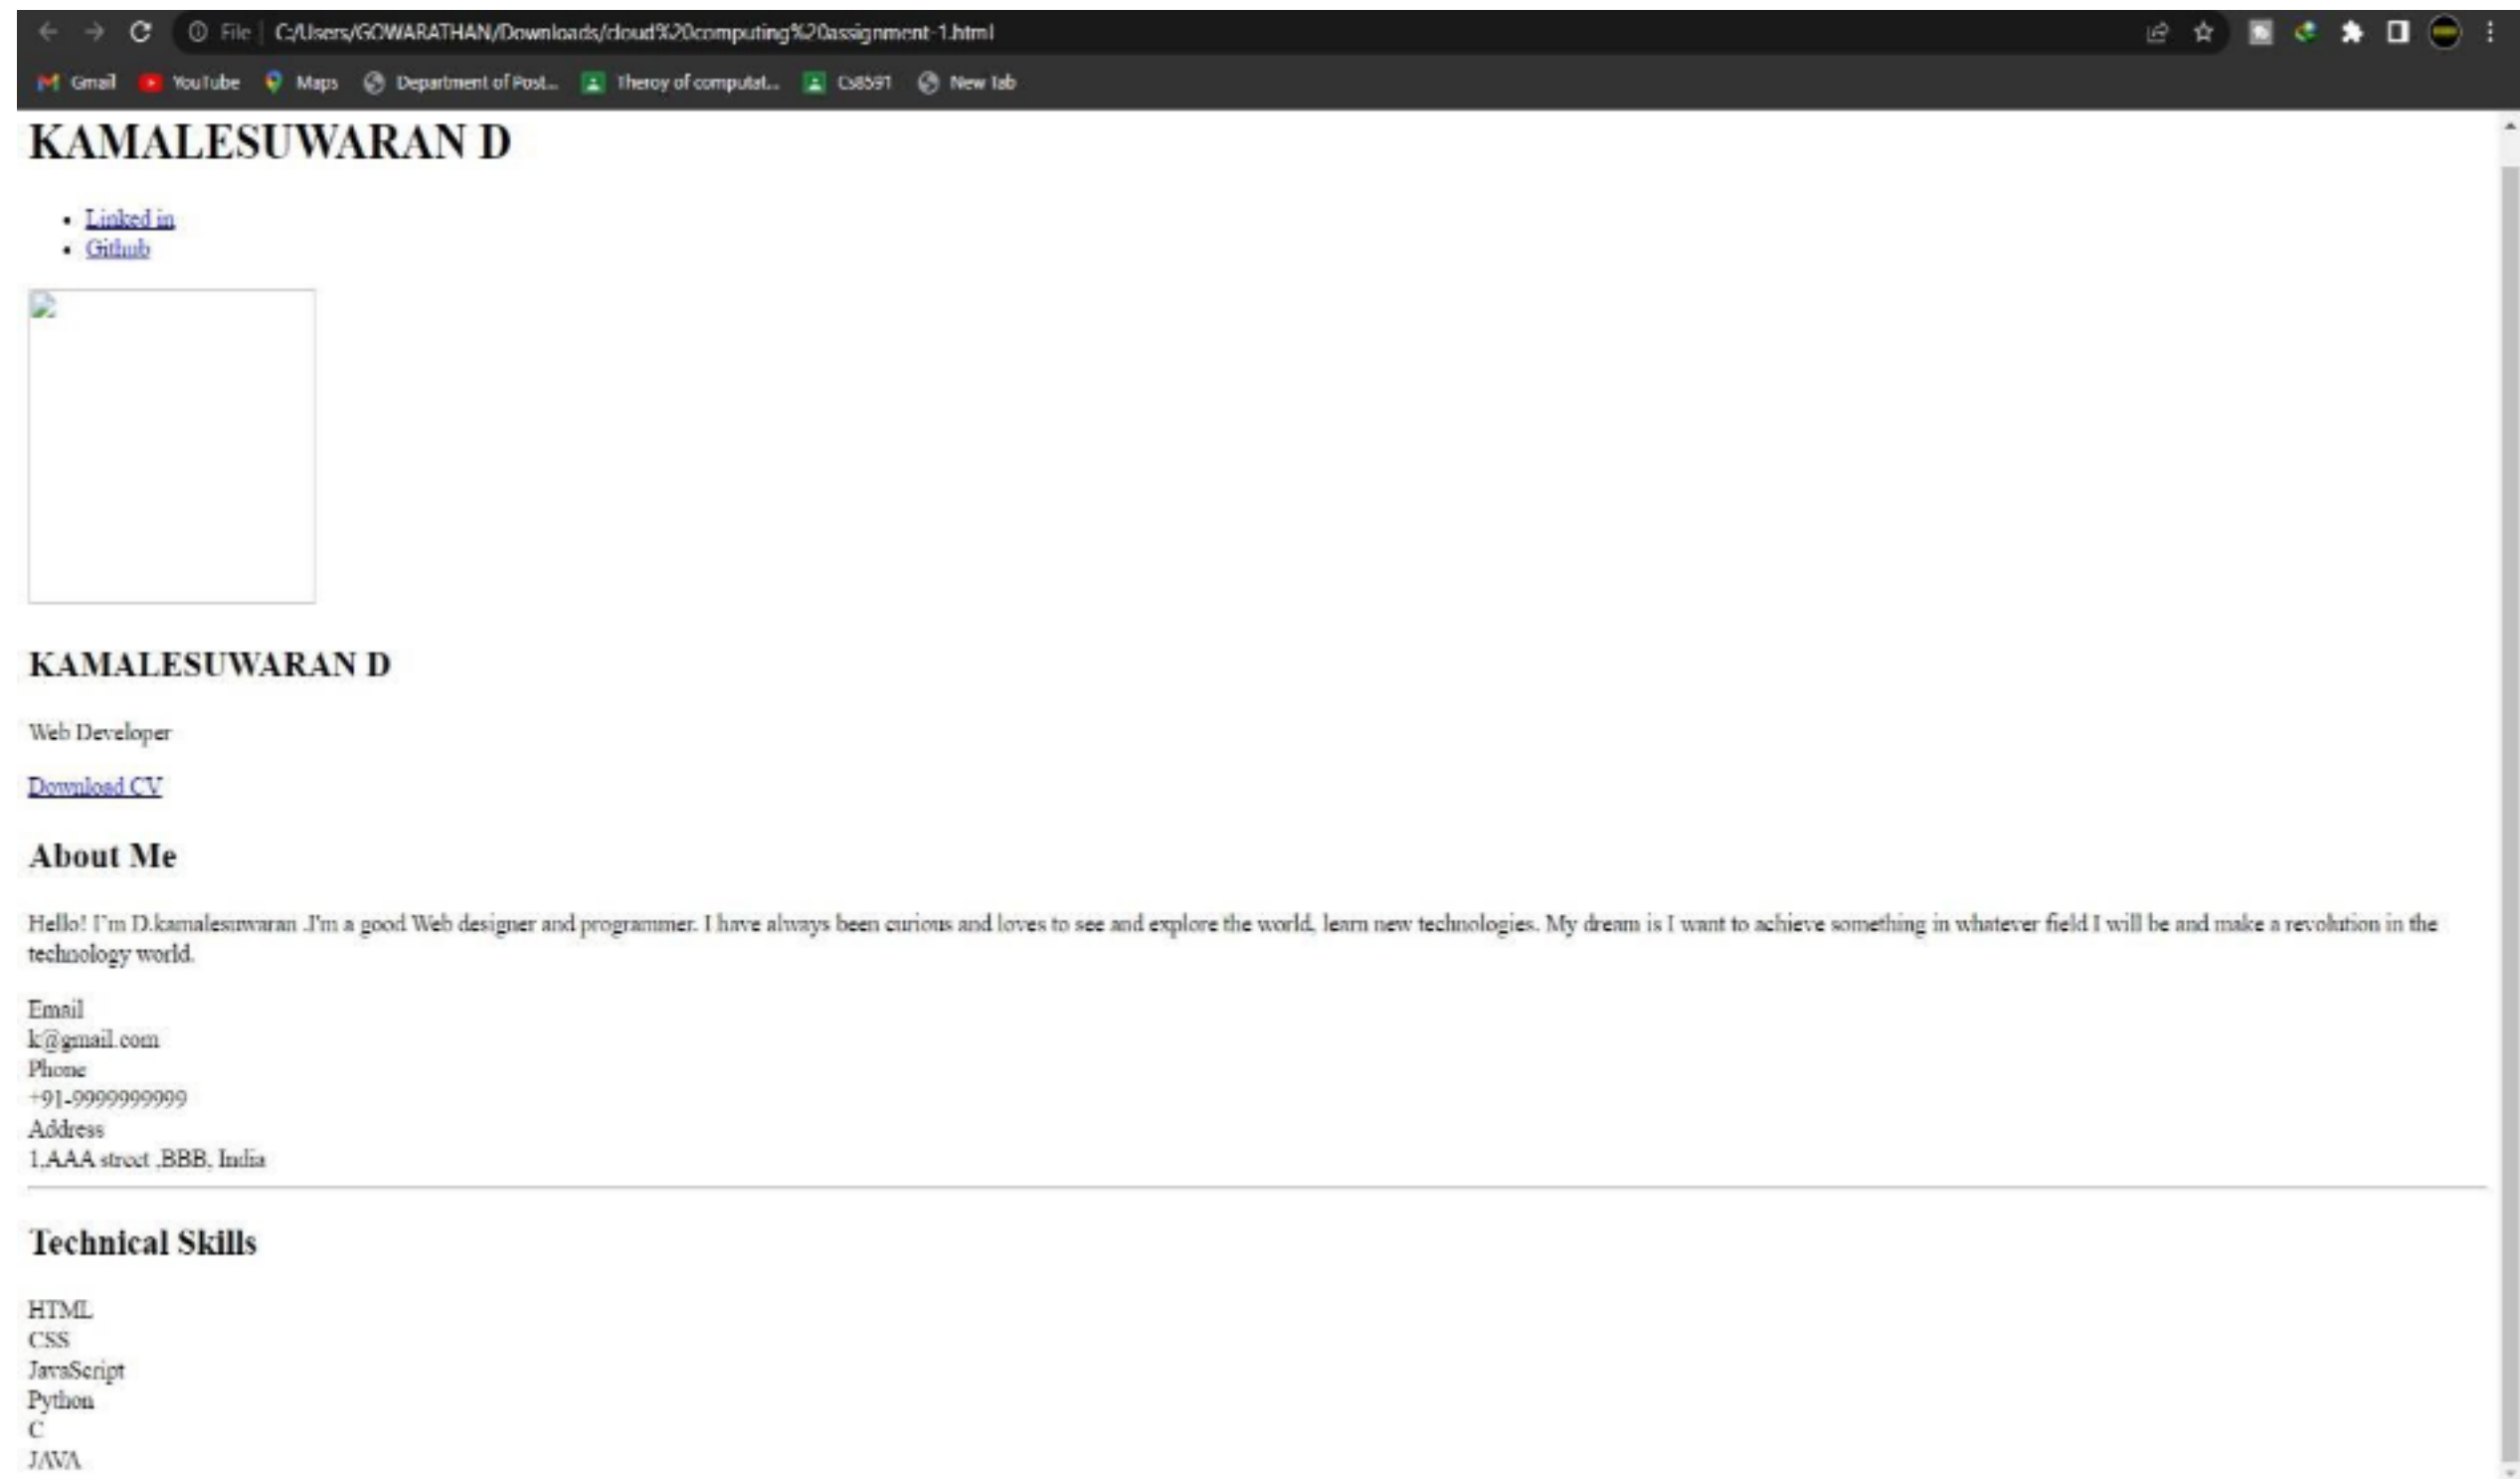 File C:/Users/GOWARATHAN/Downloads/cloud%20computing%20assignment-1.html
Gmail YouTube Maps Department of Post... Theroy of computat... Cs8591 New Tab
KAMALESUWARAN D
• Linked in
• Github
KAMALESUWARAN D
Web Developer
Download CV
About Me
Hello! I'm D.kamalesuwaran .I'm a good Web designer and programmer. I have always been curious and loves to see and explore the world, learn new technologies. My dream is I want to achieve something in whatever field I will be and make a revolution in the
technology world.
Email
k@gmail.com
Phone
+91-9999999999
Address
1,AAA street ,BBB, India
Technical Skills
HTML
CSS
JavaScript
Python
C
JAVA